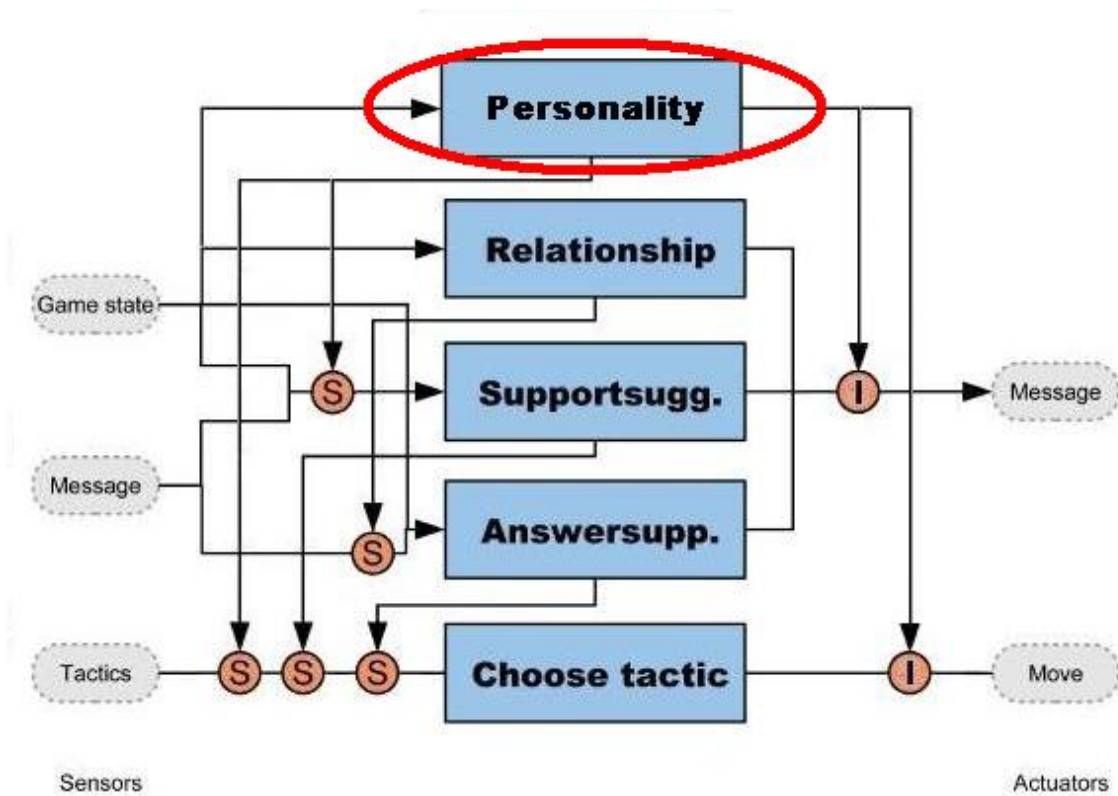 Personality
Relationship
Game state
Supportsugg.
S
I
Message
Message
Answersupp.
S
Tactics
S
S
S
Choose tactic
I
Move
Sensors
Actuators